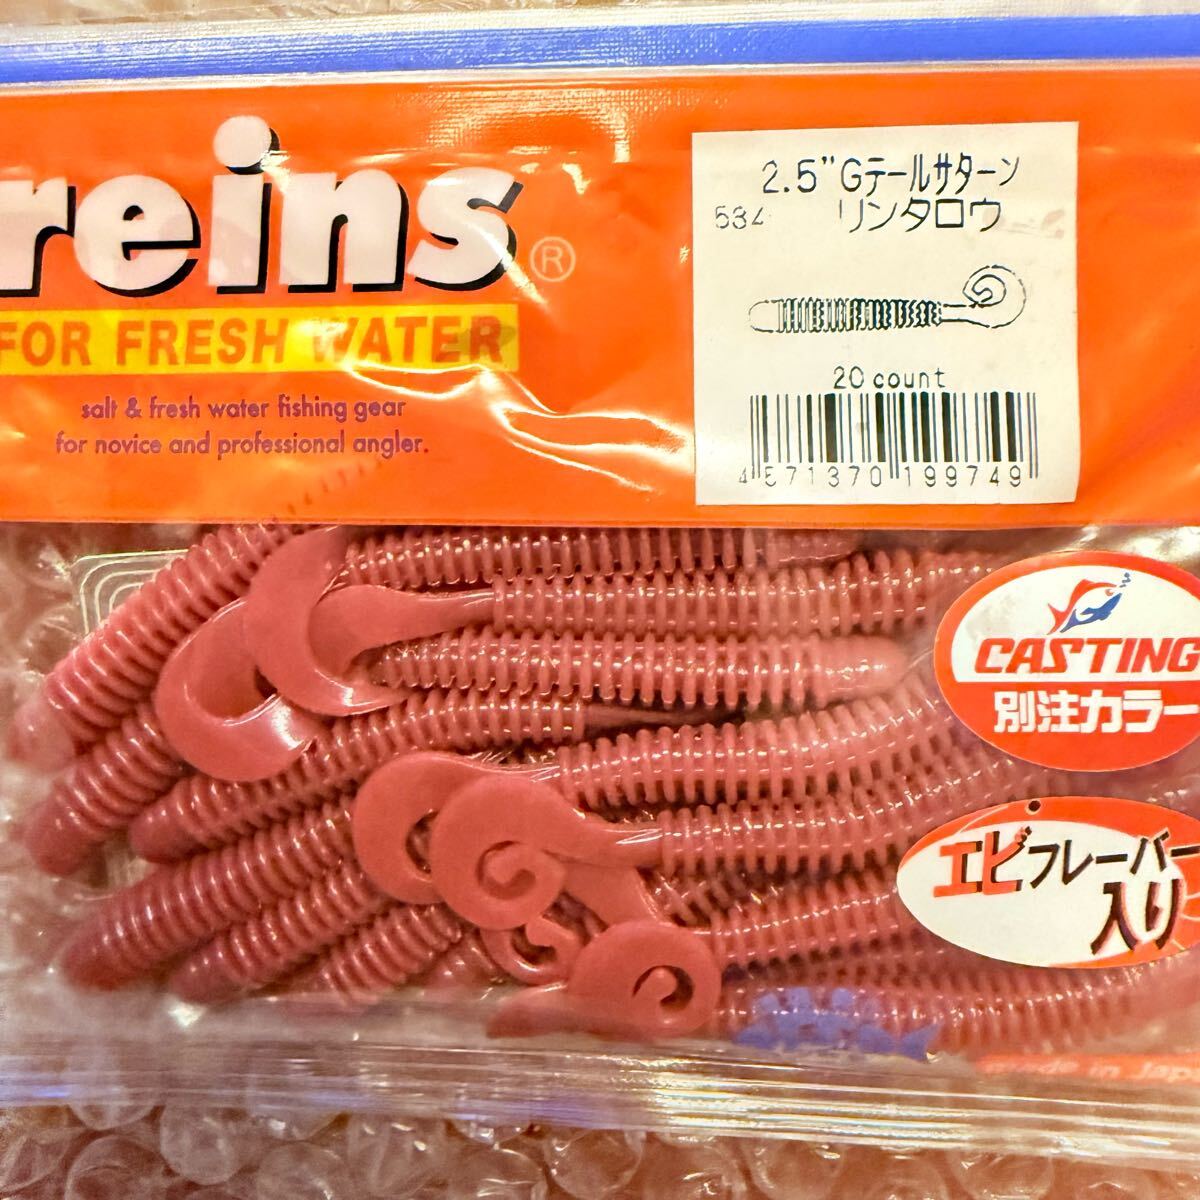 reins®
FOR FRESH WATER
salt & fresh water fishing gear
for novice and professional angler.
2.5"Gテールサターン
534 リンタロウ
20 count
4571370199749
CASTING
別注カラー
エビフレーバー
入り
made in Jap